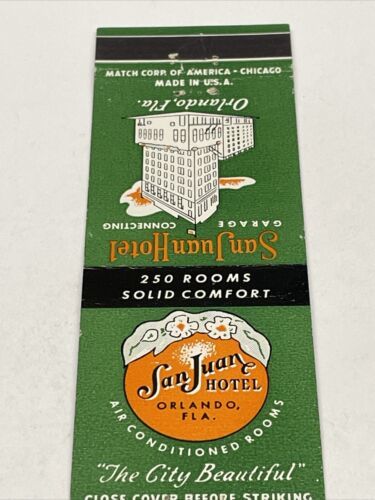 MATCH CORP. OF AMERICA - CHICAGO
MADE IN U.S.A.
Orlando, Fla.
GARAGE
CONNECTING
San Juan Hotel
250 ROOMS
SOLID COMFORT
San Juan
HOTEL
ORLANDO,
FLA.
AIR CONDITIONED ROOMS
"The City Beautiful"
CLOSE COVER BEFORE STRIKING